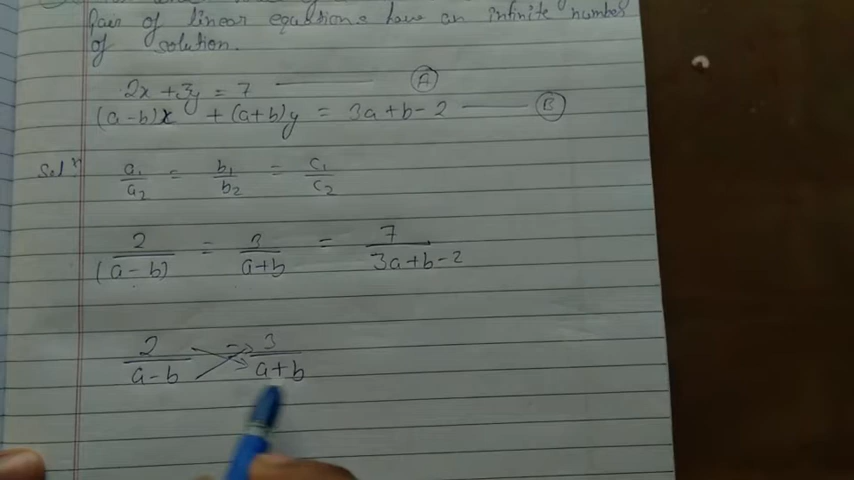 Pair of linear equations have an infinite number
of solution.
2x + 3y = 7 ——— (A)
(a-b)x + (a+b)y = 3a+b-2 ——— (B)
Solⁿ a₁/a₂ = b₁/b₂ = c₁/c₂
2/(a-b) = 3/a+b = 7/3a+b-2
2/a-b = 3/a+b